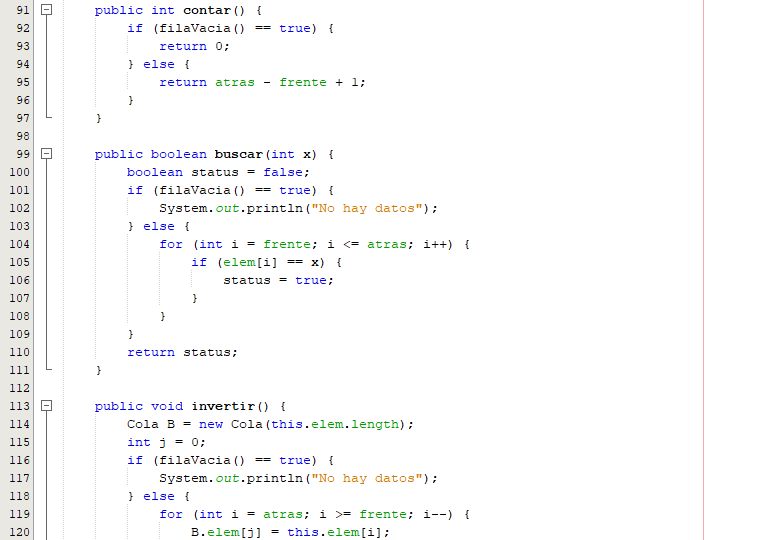 91 public int contar() {
92 if (filaVacia() == true) {
93 return 0;
94 } else {
95 return atras - frente + 1;
96 }
97 }
98
99 public boolean buscar(int x) {
100 boolean status = false;
101 if (filaVacia() == true) {
102 System.out.println("No hay datos");
103 } else {
104 for (int i = frente; i <= atras; i++) {
105 if (elem[i] == x) {
106 status = true;
107 }
108 }
109 }
110 return status;
111 }
112
113 public void invertir() {
114 Cola B = new Cola(this.elem.length);
115 int j = 0;
116 if (filaVacia() == true) {
117 System.out.println("No hay datos");
118 } else {
119 for (int i = atras; i >= frente; i--) {
120 B.elem[j] = this.elem[i];